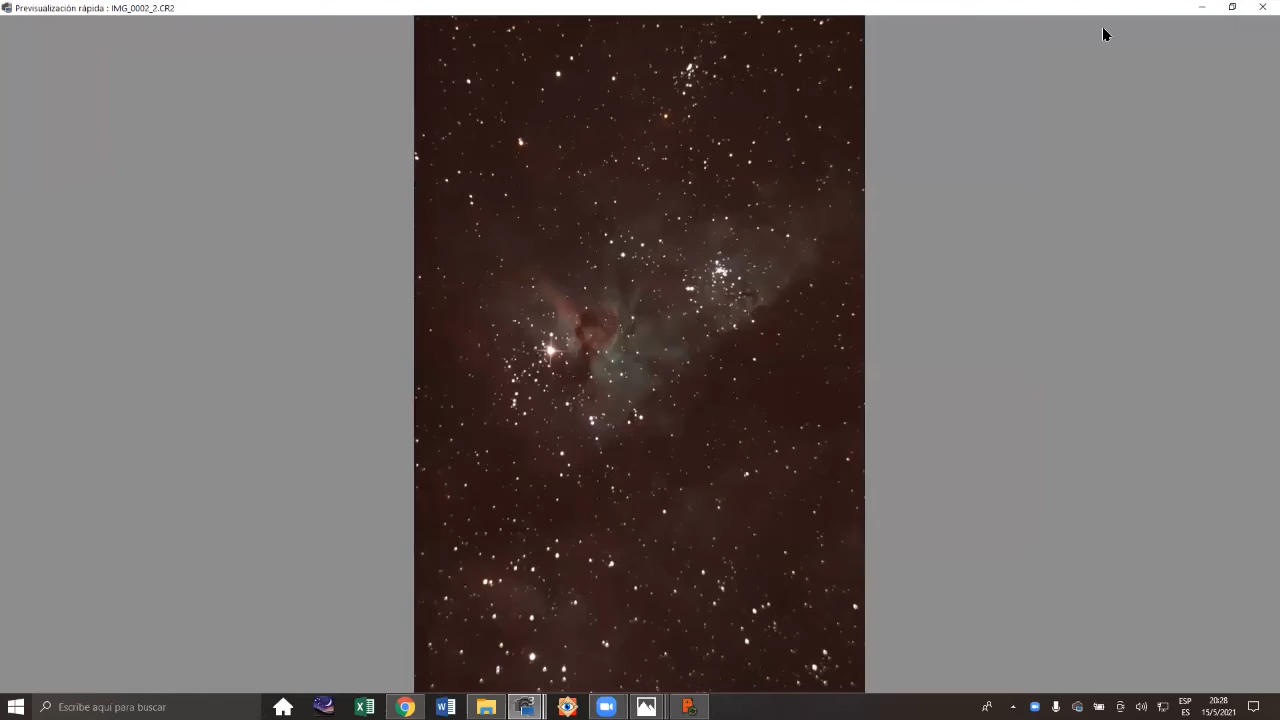 Previsualización rápida : IMG_0002_2.CR2
Escribe aquí para buscar
ESP
ES
20:28
15/5/2021